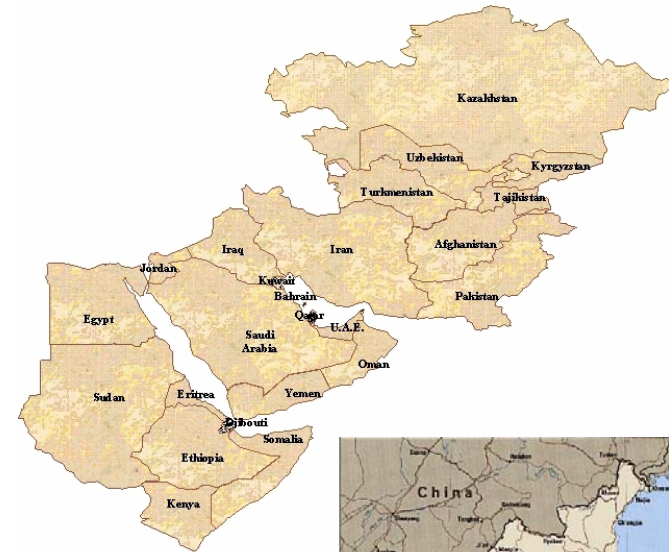 Kazakhstan
Uzbekistan
Kyrgyzstan
Turkmenistan
Tajikistan
Iraq
Iran
Afghanistan
Jordan
Kuwait
Bahrain
Pakistan
Egypt
Qatar
U.A.E.
Saudi
Arabia
Oman
Sudan
Eritrea
Yemen
Djibouti
Somalia
Ethiopia
Kenya
China